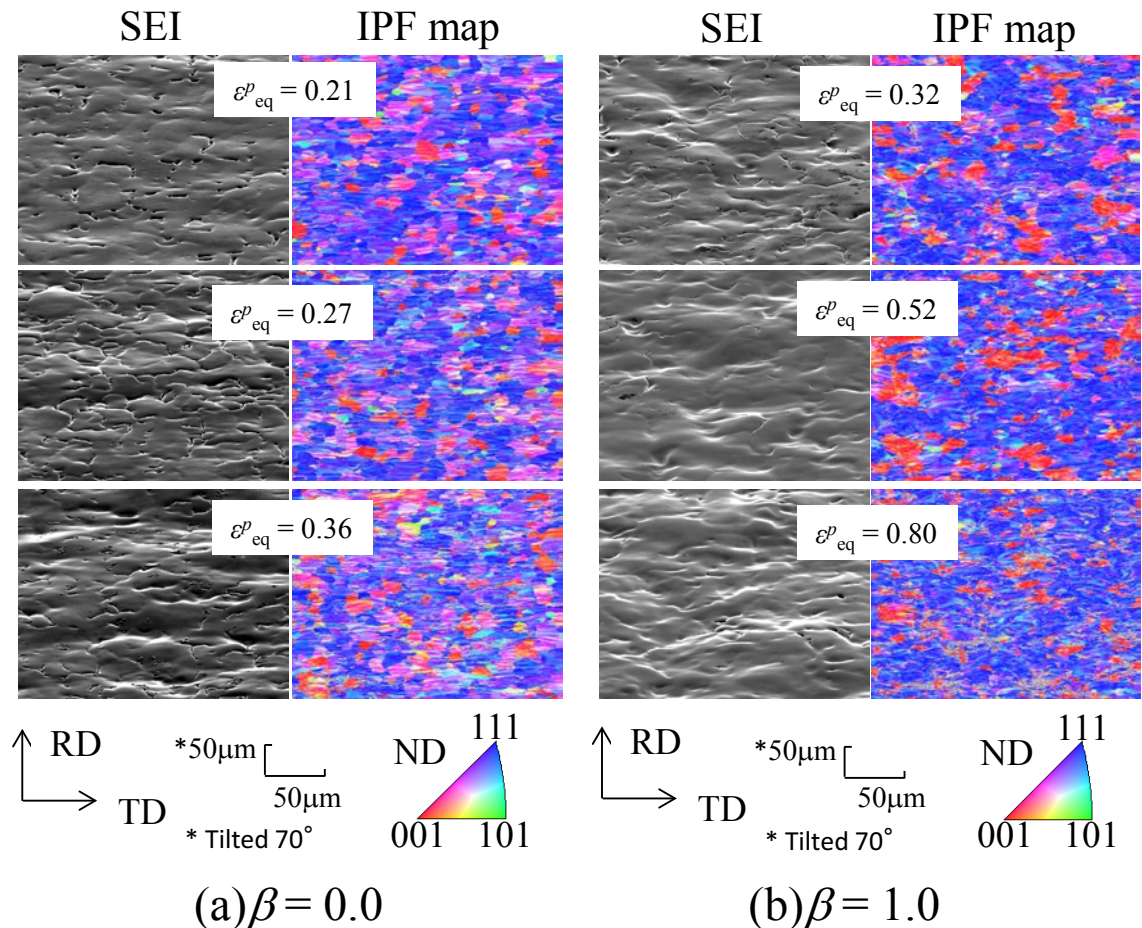 SEI IPF map SEI IPF map
εᵖeq = 0.21 εᵖeq = 0.32
εᵖeq = 0.27 εᵖeq = 0.52
εᵖeq = 0.36 εᵖeq = 0.80
RD *50μm ND 111 RD *50μm ND 111
TD 50μm TD 50μm
* Tilted 70° 001 101 * Tilted 70° 001 101
(a)β = 0.0 (b)β = 1.0